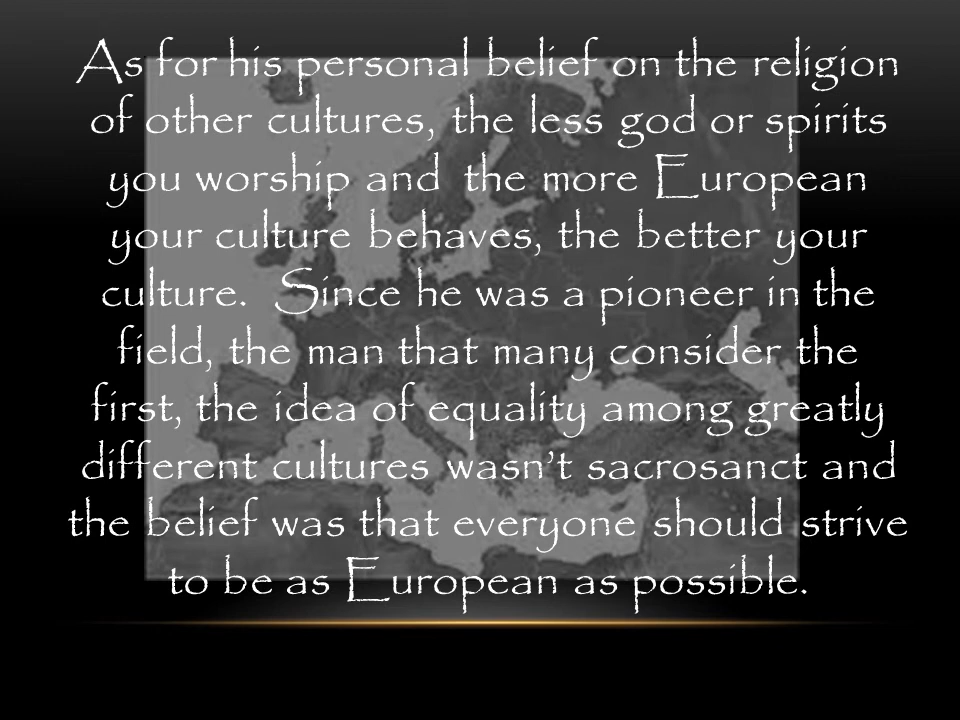 As for his personal belief on the religion
of other cultures, the less god or spirits
you worship and the more European
your culture behaves, the better your
culture. Since he was a pioneer in the
field, the man that many consider the
first, the idea of equality among greatly
different cultures wasn't sacrosanct and
the belief was that everyone should strive
to be as European as possible.